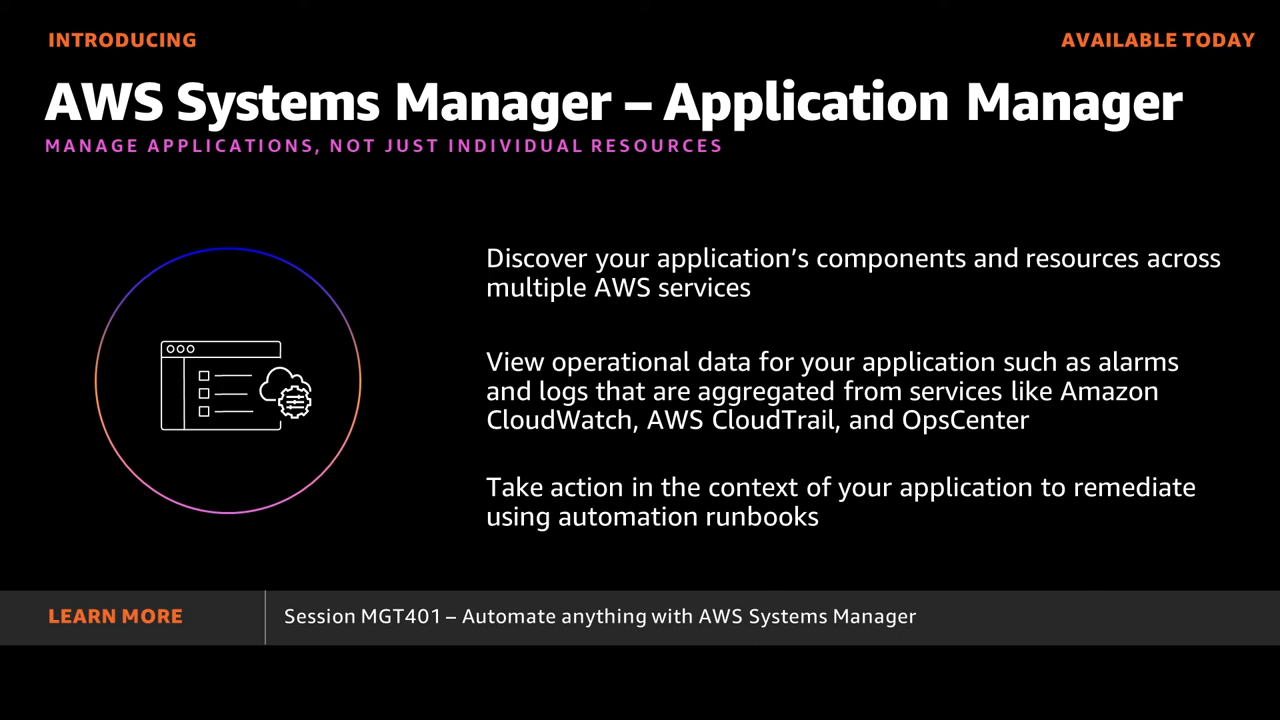 INTRODUCING
AVAILABLE TODAY
AWS Systems Manager – Application Manager
MANAGE APPLICATIONS, NOT JUST INDIVIDUAL RESOURCES
Discover your application’s components and resources across
multiple AWS services
View operational data for your application such as alarms
and logs that are aggregated from services like Amazon
CloudWatch, AWS CloudTrail, and OpsCenter
Take action in the context of your application to remediate
using automation runbooks
LEARN MORE
Session MGT401 – Automate anything with AWS Systems Manager